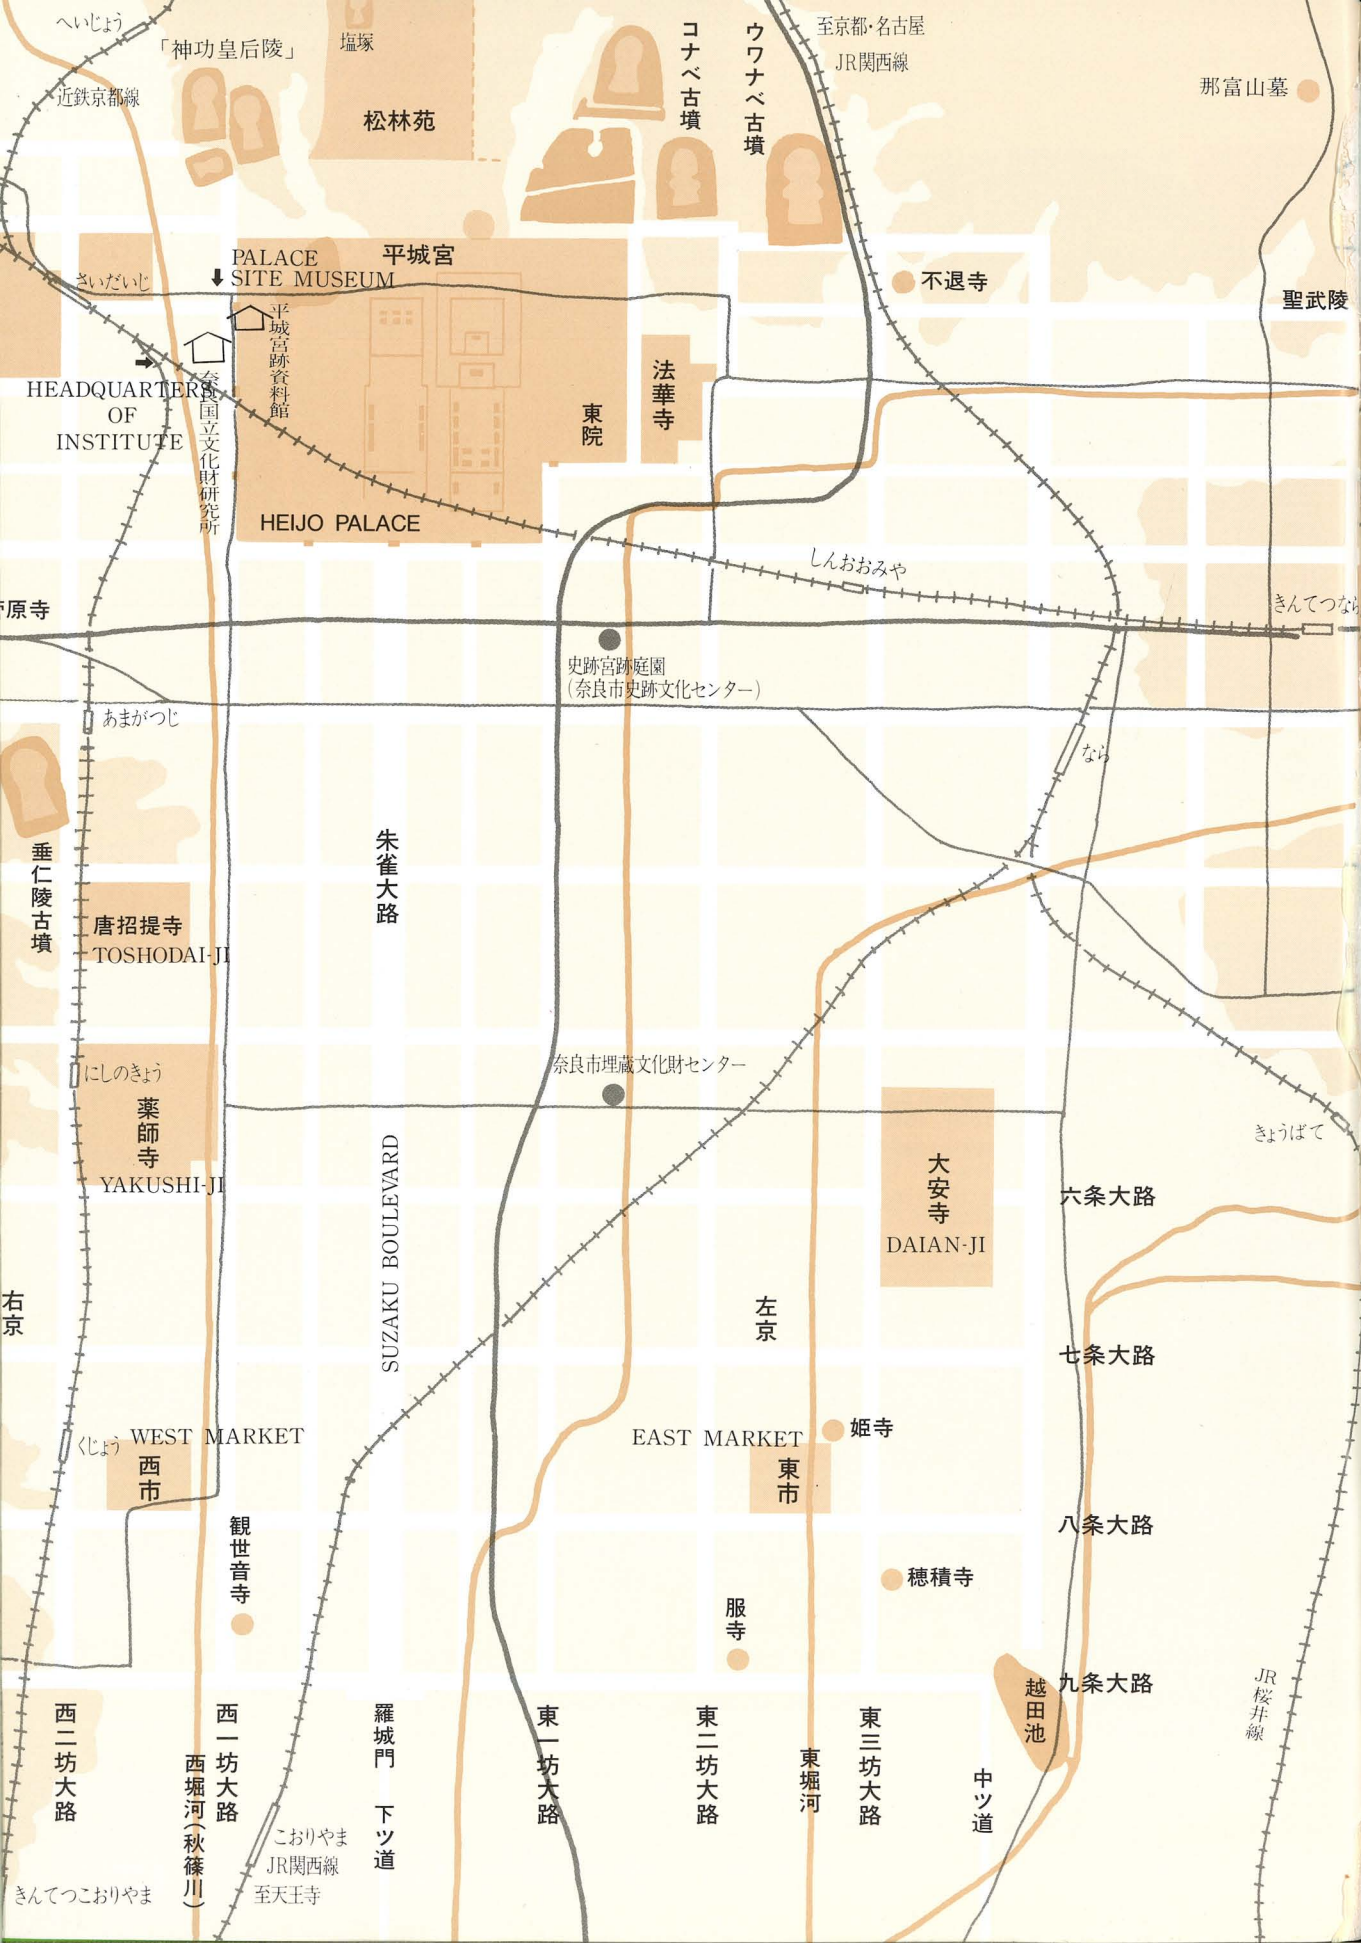 へいじょう
「神功皇后陵」
塩塚
コナベ古墳
ウワナベ古墳
至京都・名古屋
JR関西線
近鉄京都線
松林苑
那富山墓
PALACE
SITE MUSEUM
平城宮
さいだいじ
不退寺
聖武陵
平城宮跡資料館
HEADQUARTERS
OF
INSTITUTE
奈良国立文化財研究所
東院
法華寺
HEIJO PALACE
しんおおみや
きんてつなら
原寺
史跡宮跡庭園
(奈良市史跡文化センター)
あまがつじ
なら
垂仁陵古墳
朱雀大路
唐招提寺
TOSHODAI-JI
奈良市埋蔵文化財センター
にしのきょう
薬師寺
YAKUSHI-JI
きょうばて
SUZAKU BOULEVARD
大安寺
DAIAN-JI
六条大路
右京
左京
七条大路
くじょう
WEST MARKET
西市
EAST MARKET
東市
姫寺
観世音寺
八条大路
穂積寺
服寺
越田池
九条大路
JR桜井線
西二坊大路
西堀河(秋篠川)
西一坊大路
羅城門 下ツ道
東一坊大路
東二坊大路
東堀河
東三坊大路
中ツ道
こおりやま
JR関西線
至天王寺
きんてつこおりやま